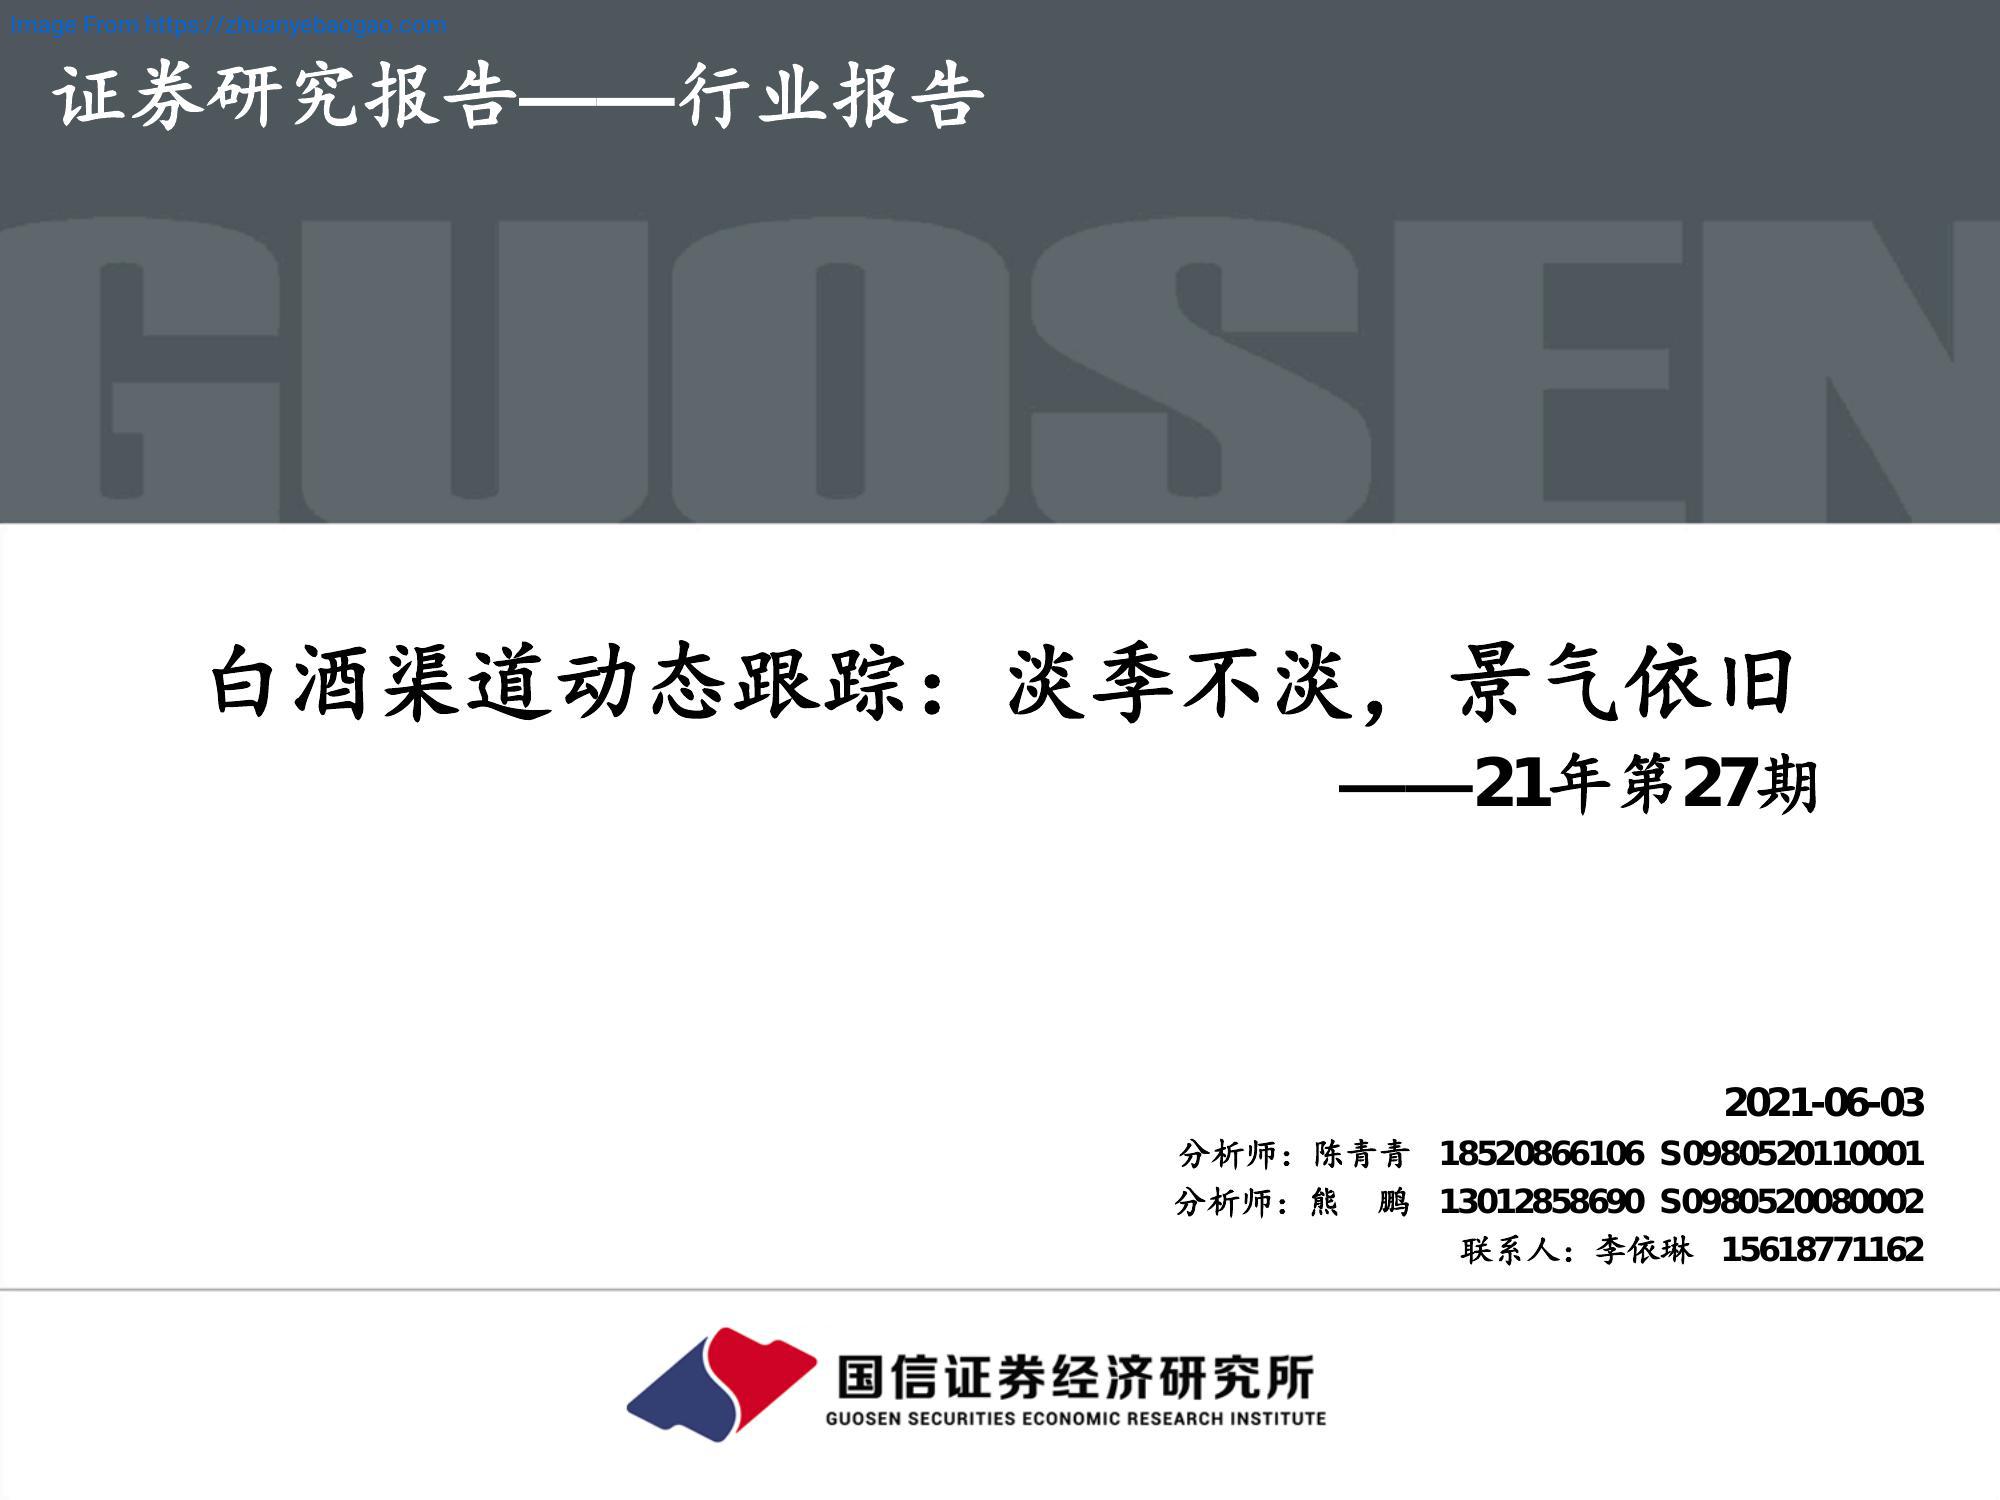 Image From https://zhuanyebaogao.com
证券研究报告——行业报告
GUOSEN
白酒渠道动态跟踪：淡季不淡，景气依旧
——21年第27期
2021-06-03
分析师：陈青青 18520866106 S0980520110001
分析师：熊 鹏 13012858690 S0980520080002
联系人：李依琳 15618771162
国信证券经济研究所
GUOSEN SECURITIES ECONOMIC RESEARCH INSTITUTE